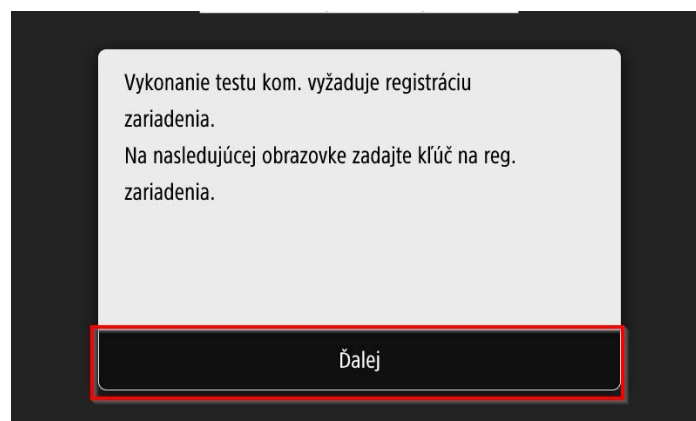 Vykonanie testu kom. vyžaduje registráciu
zariadenia.
Na nasledujúcej obrazovke zadajte kľúč na reg.
zariadenia.
Ďalej